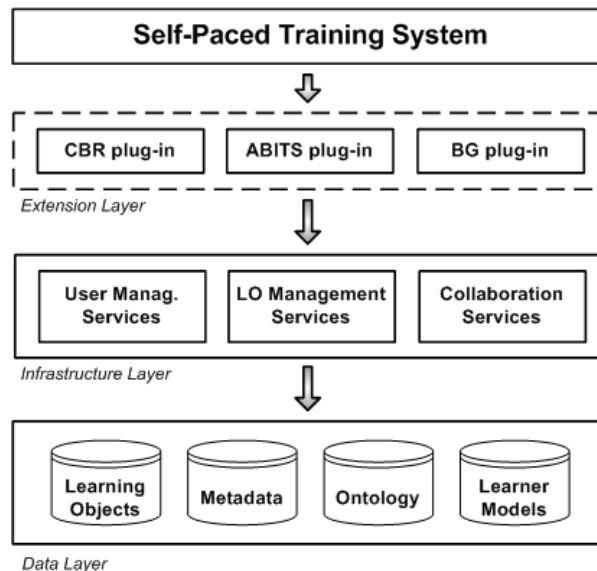 Self-Paced Training System
CBR plug-in
ABITS plug-in
BG plug-in
Extension Layer
User Manag.
Services
LO Management
Services
Collaboration
Services
Infrastructure Layer
Learning
Objects
Metadata
Ontology
Learner
Models
Data Layer